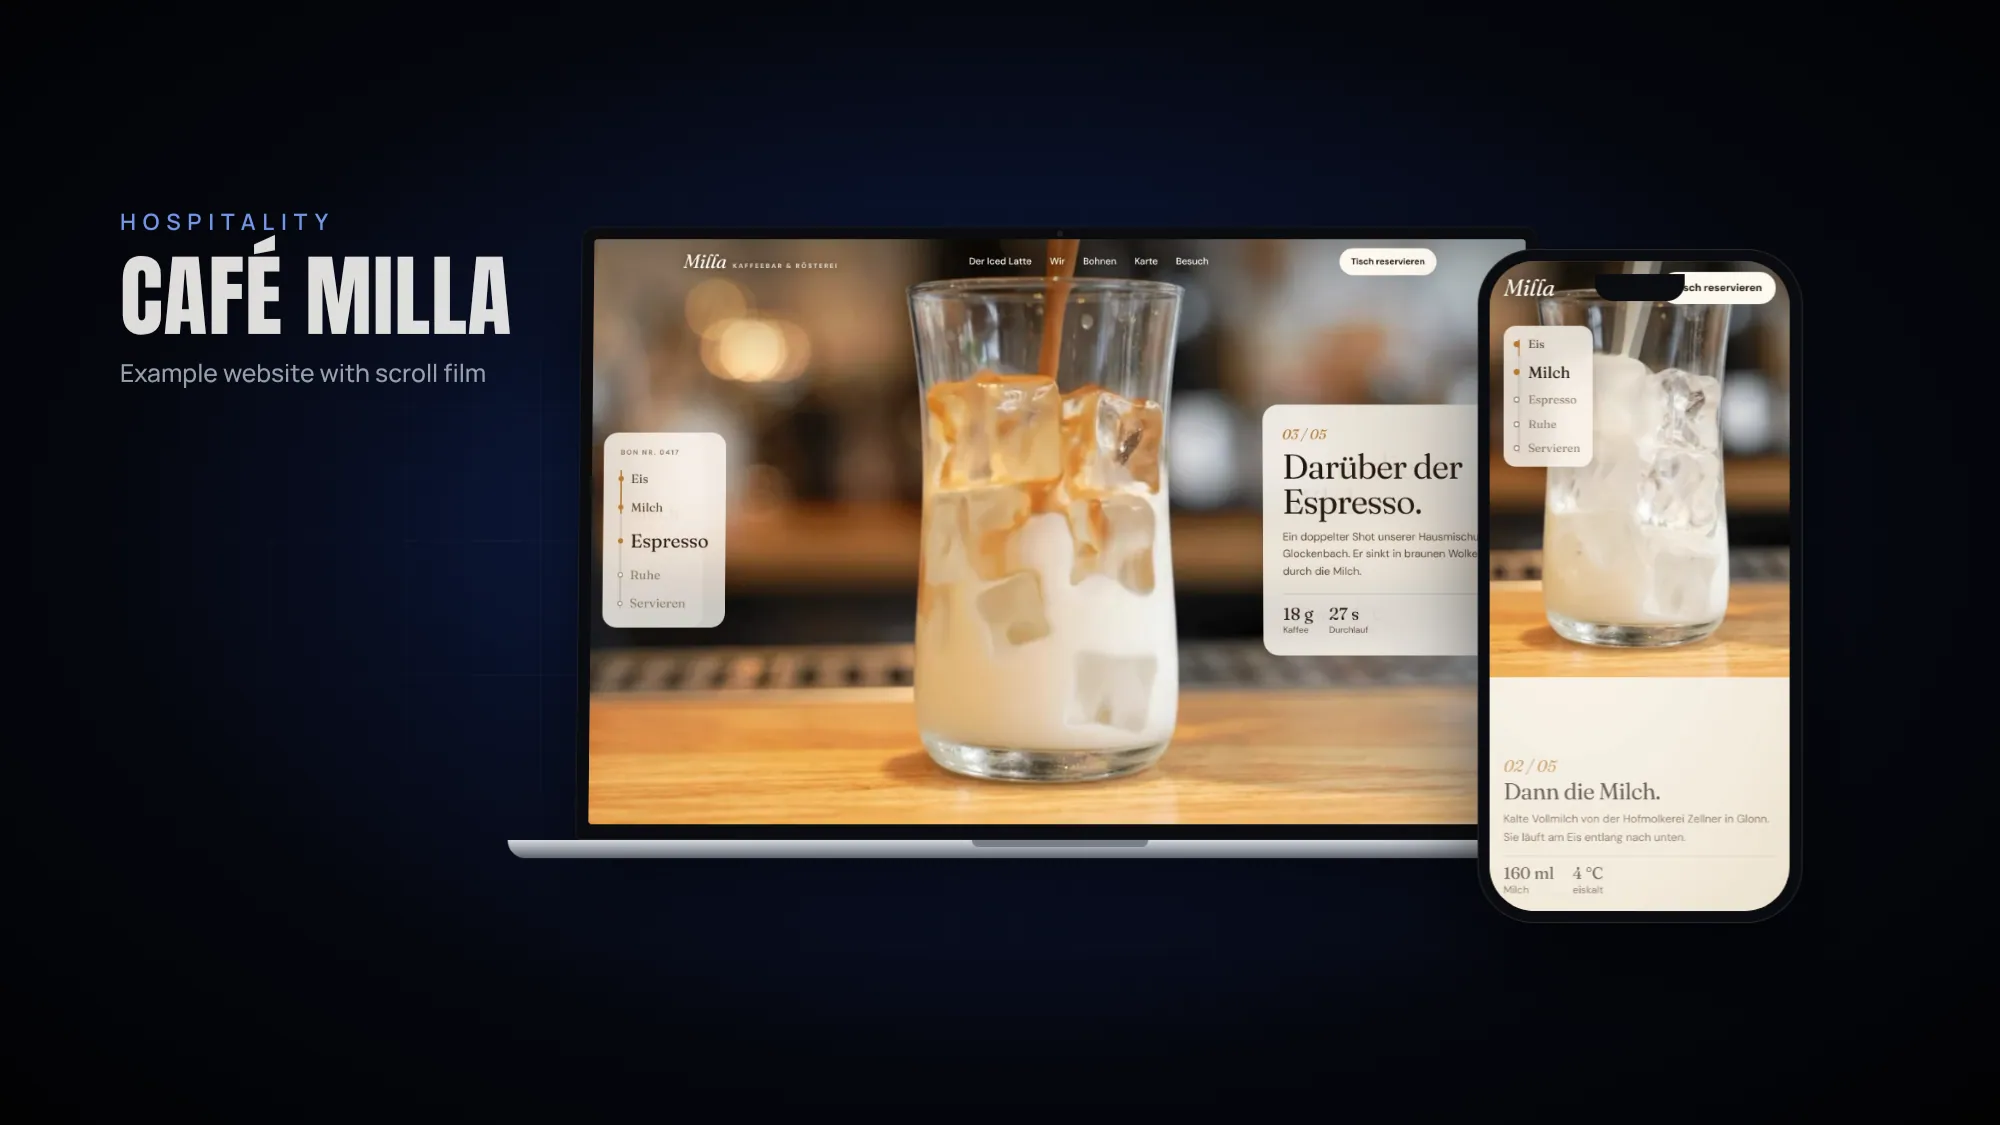 HOSPITALITY
CAFÉ MILLA
Example website with scroll film
Milla KAFFEEBAR & RÖSTEREI
Der Iced Latte Wir Bohnen Karte Besuch
Tisch reservieren
BON NR. 0417
Eis
Milch
Espresso
Ruhe
Servieren
03/05
Darüber der
Espresso.
Ein doppelter Shot unserer
Glockenbach. Er sinkt in braunen
durch die Milch.
18 g 27 s
Kaffee Durchlauf
Milla
reservieren
Eis
Milch
Espresso
Ruhe
Servieren
02/05
Dann die Milch.
Kalte Vollmilch von der Hofmolkerei Zellner in Glonn.
Sie läuft am Eis entlang nach unten.
160 ml 4 °C
Milch eiskalt